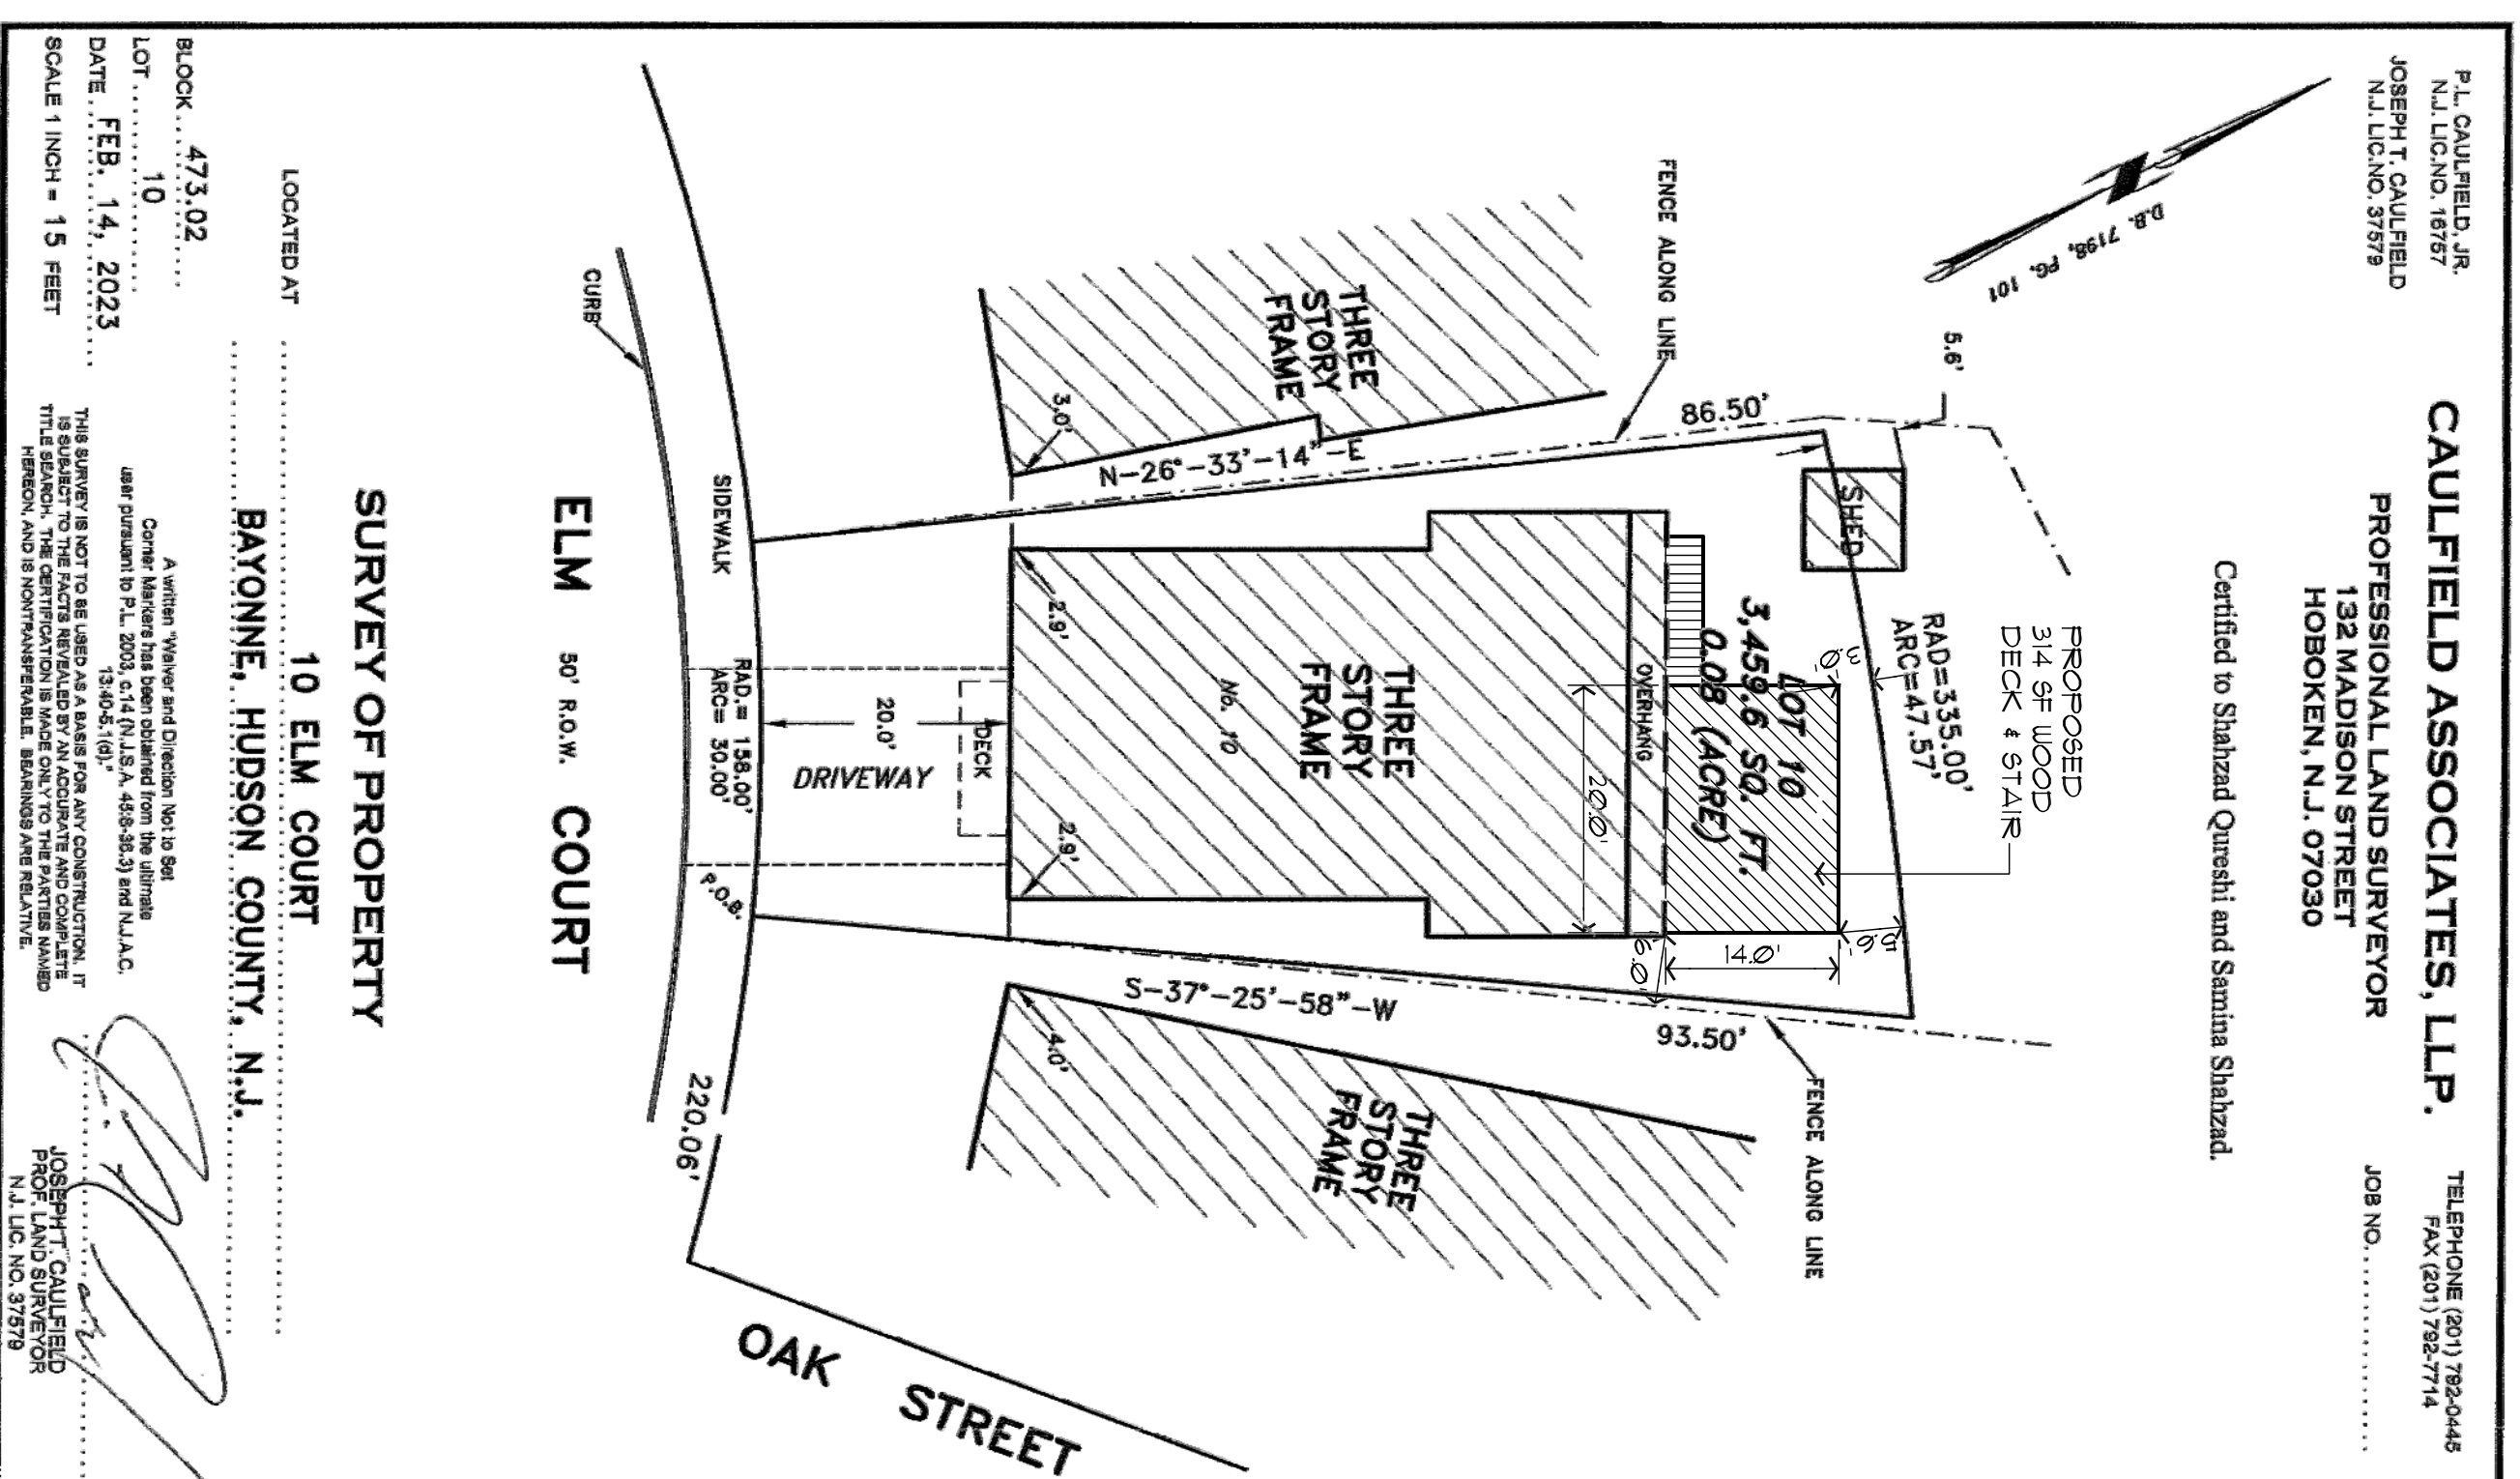 CAULFIELD ASSOCIATES, LLP.
PROFESSIONAL LAND SURVEYOR
132 MADISON STREET
HOBOKEN, N.J. 07030
P.L. CAULFIELD, JR.
N.J. LIC.NO. 16757
JOSEPH T. CAULFIELD
N.J. LIC.NO. 37579
TELEPHONE (201) 792-0445
FAX (201) 792-7714
JOB NO.
Certified to Shahzad Qureshi and Samina Shahzad.
D.B. 7198, PG. 101
5.6'
PROPOSED
314 SF WOOD
DECK & STAIR
RAD=335.00'
ARC=47.57'
SHED
3.0'
LOT 10
3,459.6 SQ. FT.
0.08 (ACRE)
FENCE ALONG LINE
86.50'
N-26°-33'-14"-E
THREE
STORY
FRAME
3.0'
OVERHANG
20.0'
14.0'
6.0'
THREE
STORY
FRAME
No. 10
2.9'
2.9'
FENCE ALONG LINE
93.50'
S-37°-25'-58"-W
THREE
STORY
FRAME
4.0'
DECK
20.0'
DRIVEWAY
RAD.= 158.00'
ARC= 30.00'
SIDEWALK
P.O.B.
CURB
220.06'
ELM COURT
50' R.O.W.
OAK STREET
SURVEY OF PROPERTY
LOCATED AT
10 ELM COURT
BAYONNE, HUDSON COUNTY, N.J.
BLOCK 473.02
LOT 10
DATE FEB. 14, 2023
SCALE 1 INCH = 15 FEET
A written "Waiver and Direction Not to Set
Corner Markers has been obtained from the ultimate
user pursuant to P.L. 2003, c.14 (N.J.S.A. 45:8-36.3) and N.J.A.C.
13:40-5.1(d)."
THIS SURVEY IS NOT TO BE USED AS A BASIS FOR ANY CONSTRUCTION. IT
IS SUBJECT TO THE FACTS REVEALED BY AN ACCURATE AND COMPLETE
TITLE SEARCH. THE CERTIFICATION IS MADE ONLY TO THE PARTIES NAMED
HEREON, AND IS NONTRANSFERABLE. BEARINGS ARE RELATIVE.
JOSEPH T. CAULFIELD
PROF. LAND SURVEYOR
N.J. LIC. NO. 37579